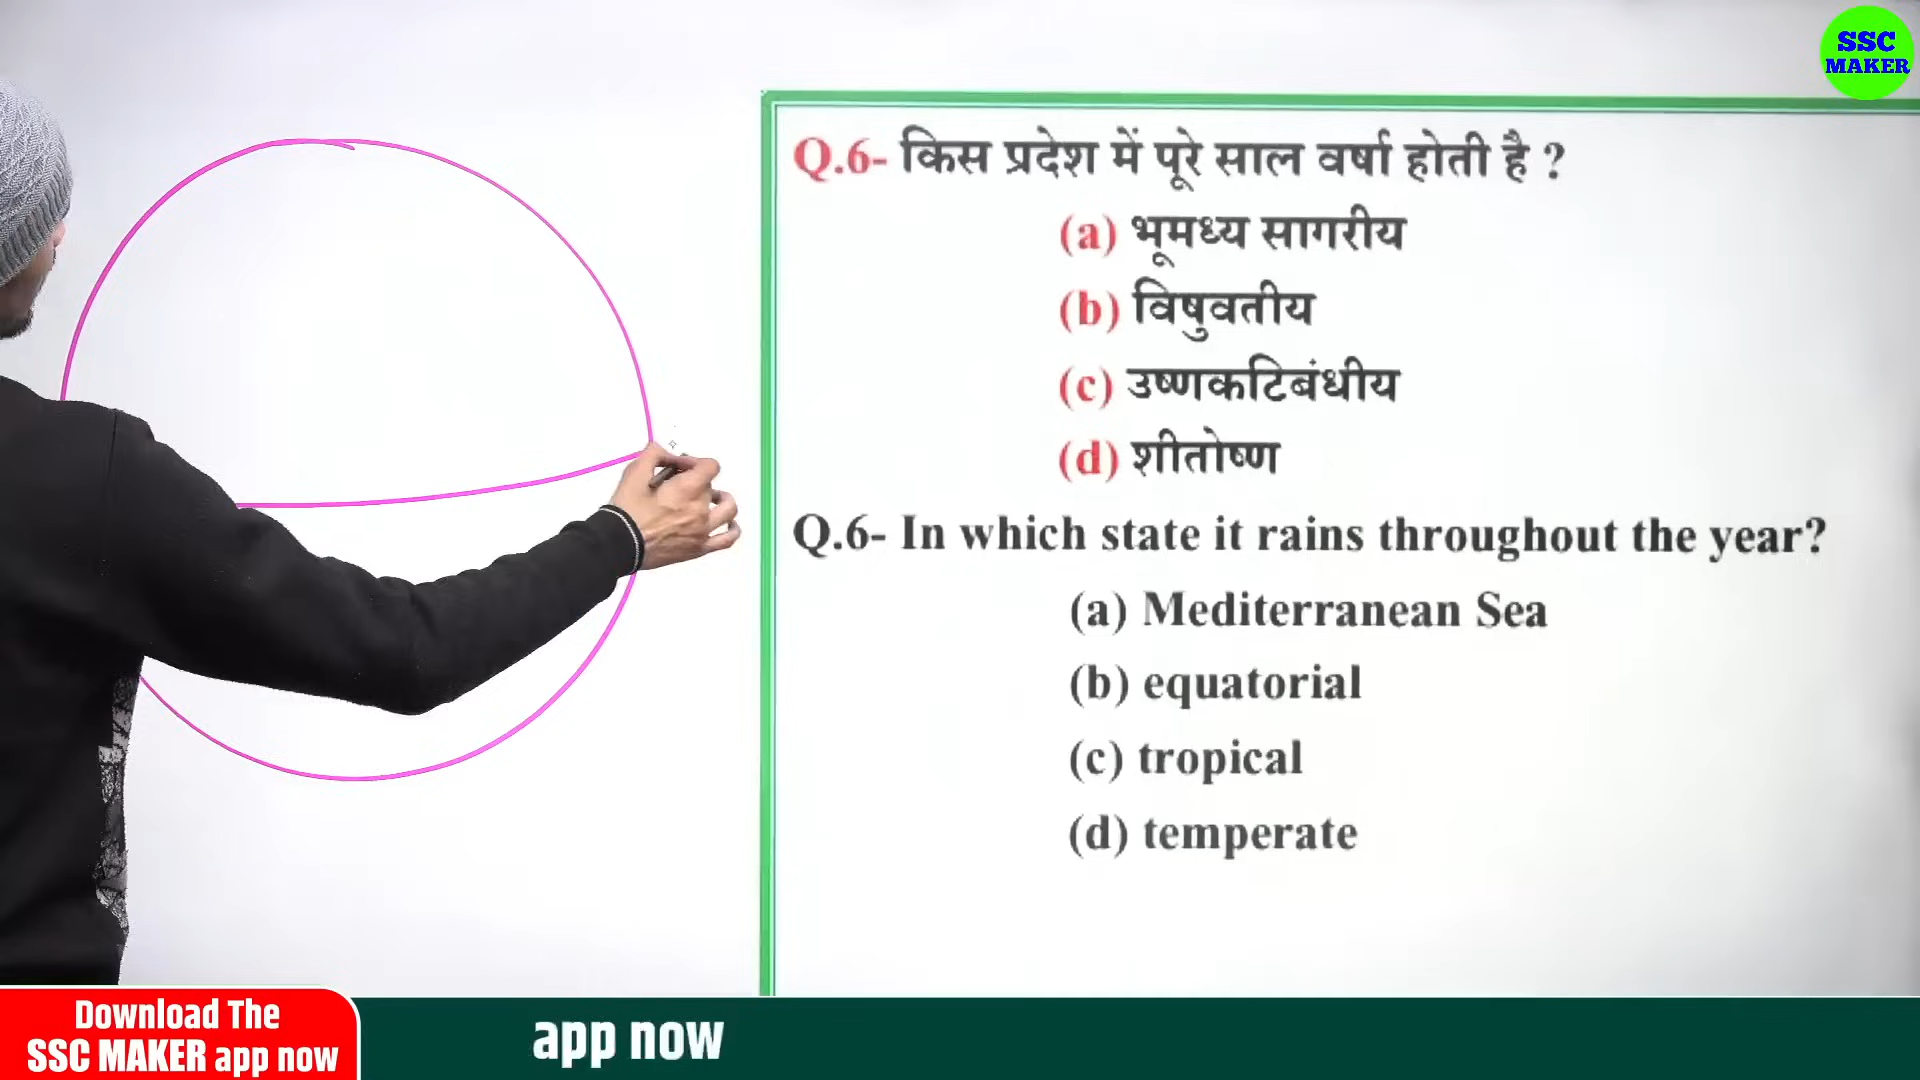 SSC
MAKER
Q.6- किस प्रदेश में पूरे साल वर्षा होती है ?
(a) भूमध्य सागरीय
(b) विषुवतीय
(c) उष्णकटिबंधीय
(d) शीतोष्ण
Q.6- In which state it rains throughout the year?
(a) Mediterranean Sea
(b) equatorial
(c) tropical
(d) temperate
Download The
SSC MAKER app now
app now